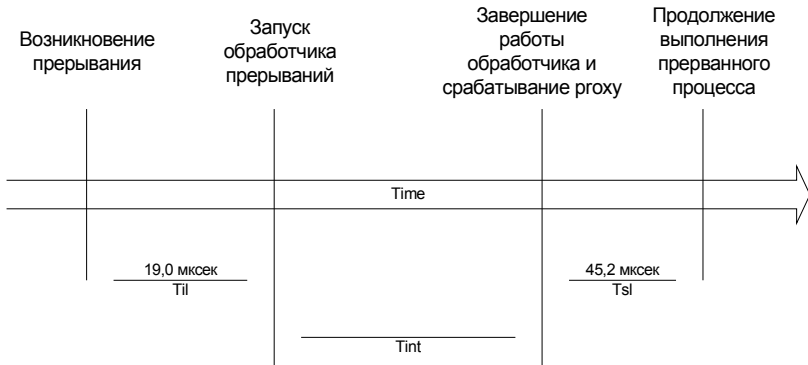 Возникновение
прерывания
Запуск
обработчика
прерываний
Завершение
работы
обработчика и
срабатывание proxy
Продолжение
выполнения
прерванного
процесса
Time
19,0 мксек
Til
45,2 мксек
Tsl
Tint